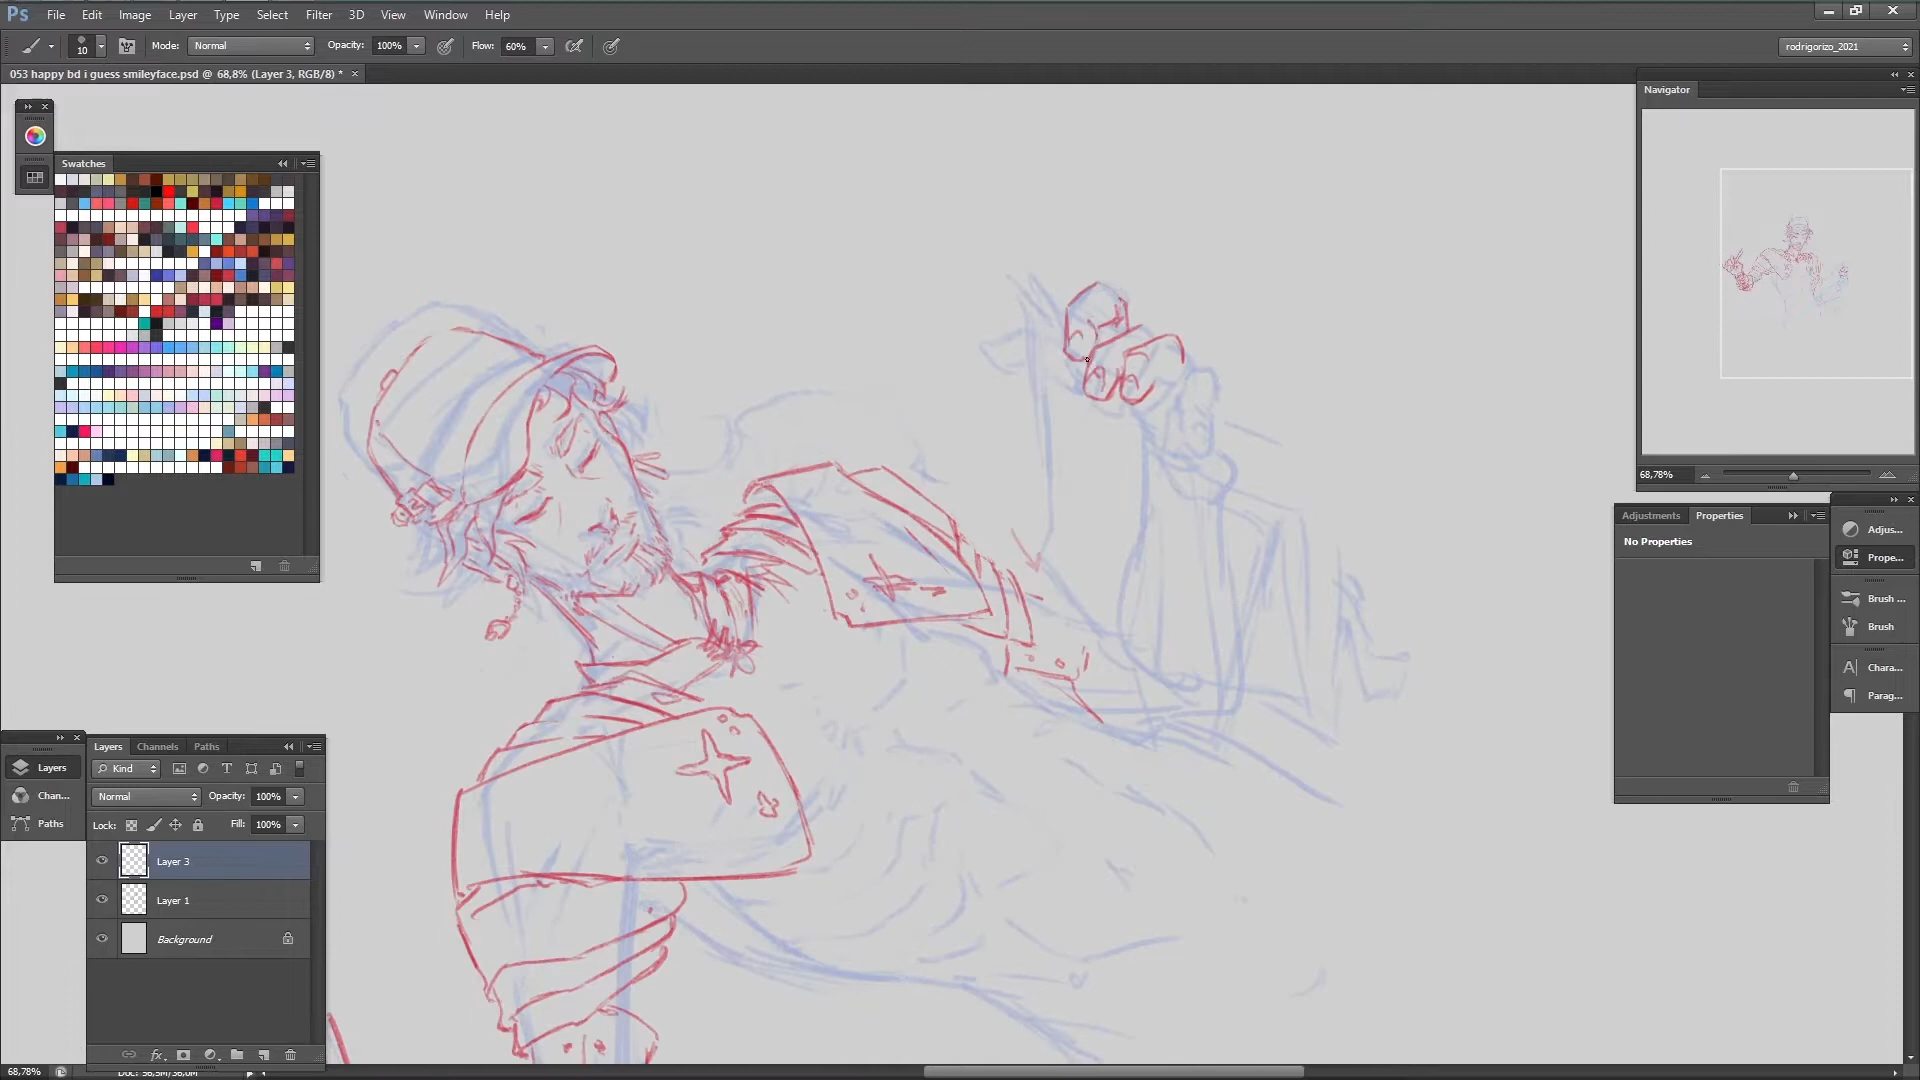 Ps File Edit Image Layer Type Select Filter 3D View Window Help
10 Mode: Normal Opacity: 100% Flow: 60% rodrigorizo_2021
053 happy bd i guess smileyface.psd @ 68,8% (Layer 3, RGB/8) * ×
Navigator
Swatches
68,78%
Adjustments Properties
No Properties
Adjus...
Prope...
Brush ...
Brush
Chara...
Parag...
Layers
Chan...
Paths
Layers Channels Paths
Kind
Normal Opacity: 100%
Lock: Fill: 100%
Layer 3
Layer 1
Background
fx
68,78%